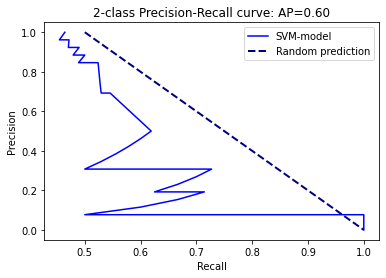 2-class Precision-Recall curve: AP=0.60
SVM-model
Random prediction
1.0
0.8
0.6
0.4
0.2
0.0
Precision
0.5
0.6
0.7
0.8
0.9
1.0
Recall